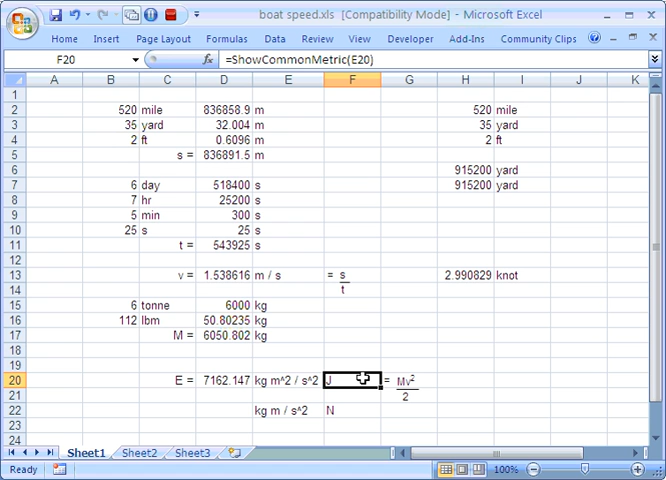 boat speed.xls [Compatibility Mode] - Microsoft Excel
Home Insert Page Layout Formulas Data Review View Developer Add-Ins Community Clips
F20 fx =ShowCommonMetric(E20)
A B C D E F G H I J K
1
2 520 mile 836858.9 m 520 mile
3 35 yard 32.004 m 35 yard
4 2 ft 0.6096 m 2 ft
5 s = 836891.5 m
6 915200 yard
7 6 day 518400 s 915200 yard
8 7 hr 25200 s
9 5 min 300 s
10 25 s 25 s
11 t = 543925 s
12
13 v = 1.538616 m / s = s 2.990829 knot
14 t
15 6 tonne 6000 kg
16 112 lbm 50.80235 kg
17 M = 6050.802 kg
18
19
20 E = 7162.147 kg m^2 / s^2 J = Mv²
21 2
22 kg m / s^2 N
23
24
Sheet1 Sheet2 Sheet3
Ready 100%